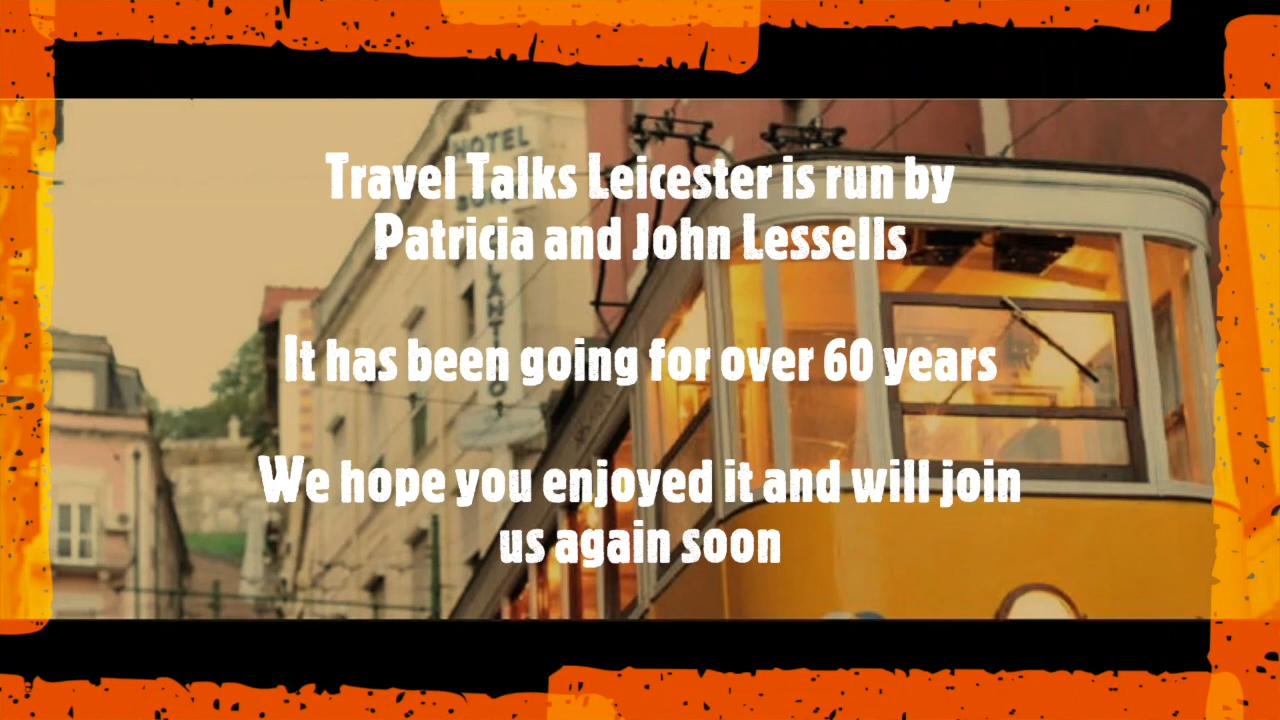 HOTEL
Travel Talks Leicester is run by
Patricia and John Lessells
It has been going for over 60 years
We hope you enjoyed it and will join
us again soon